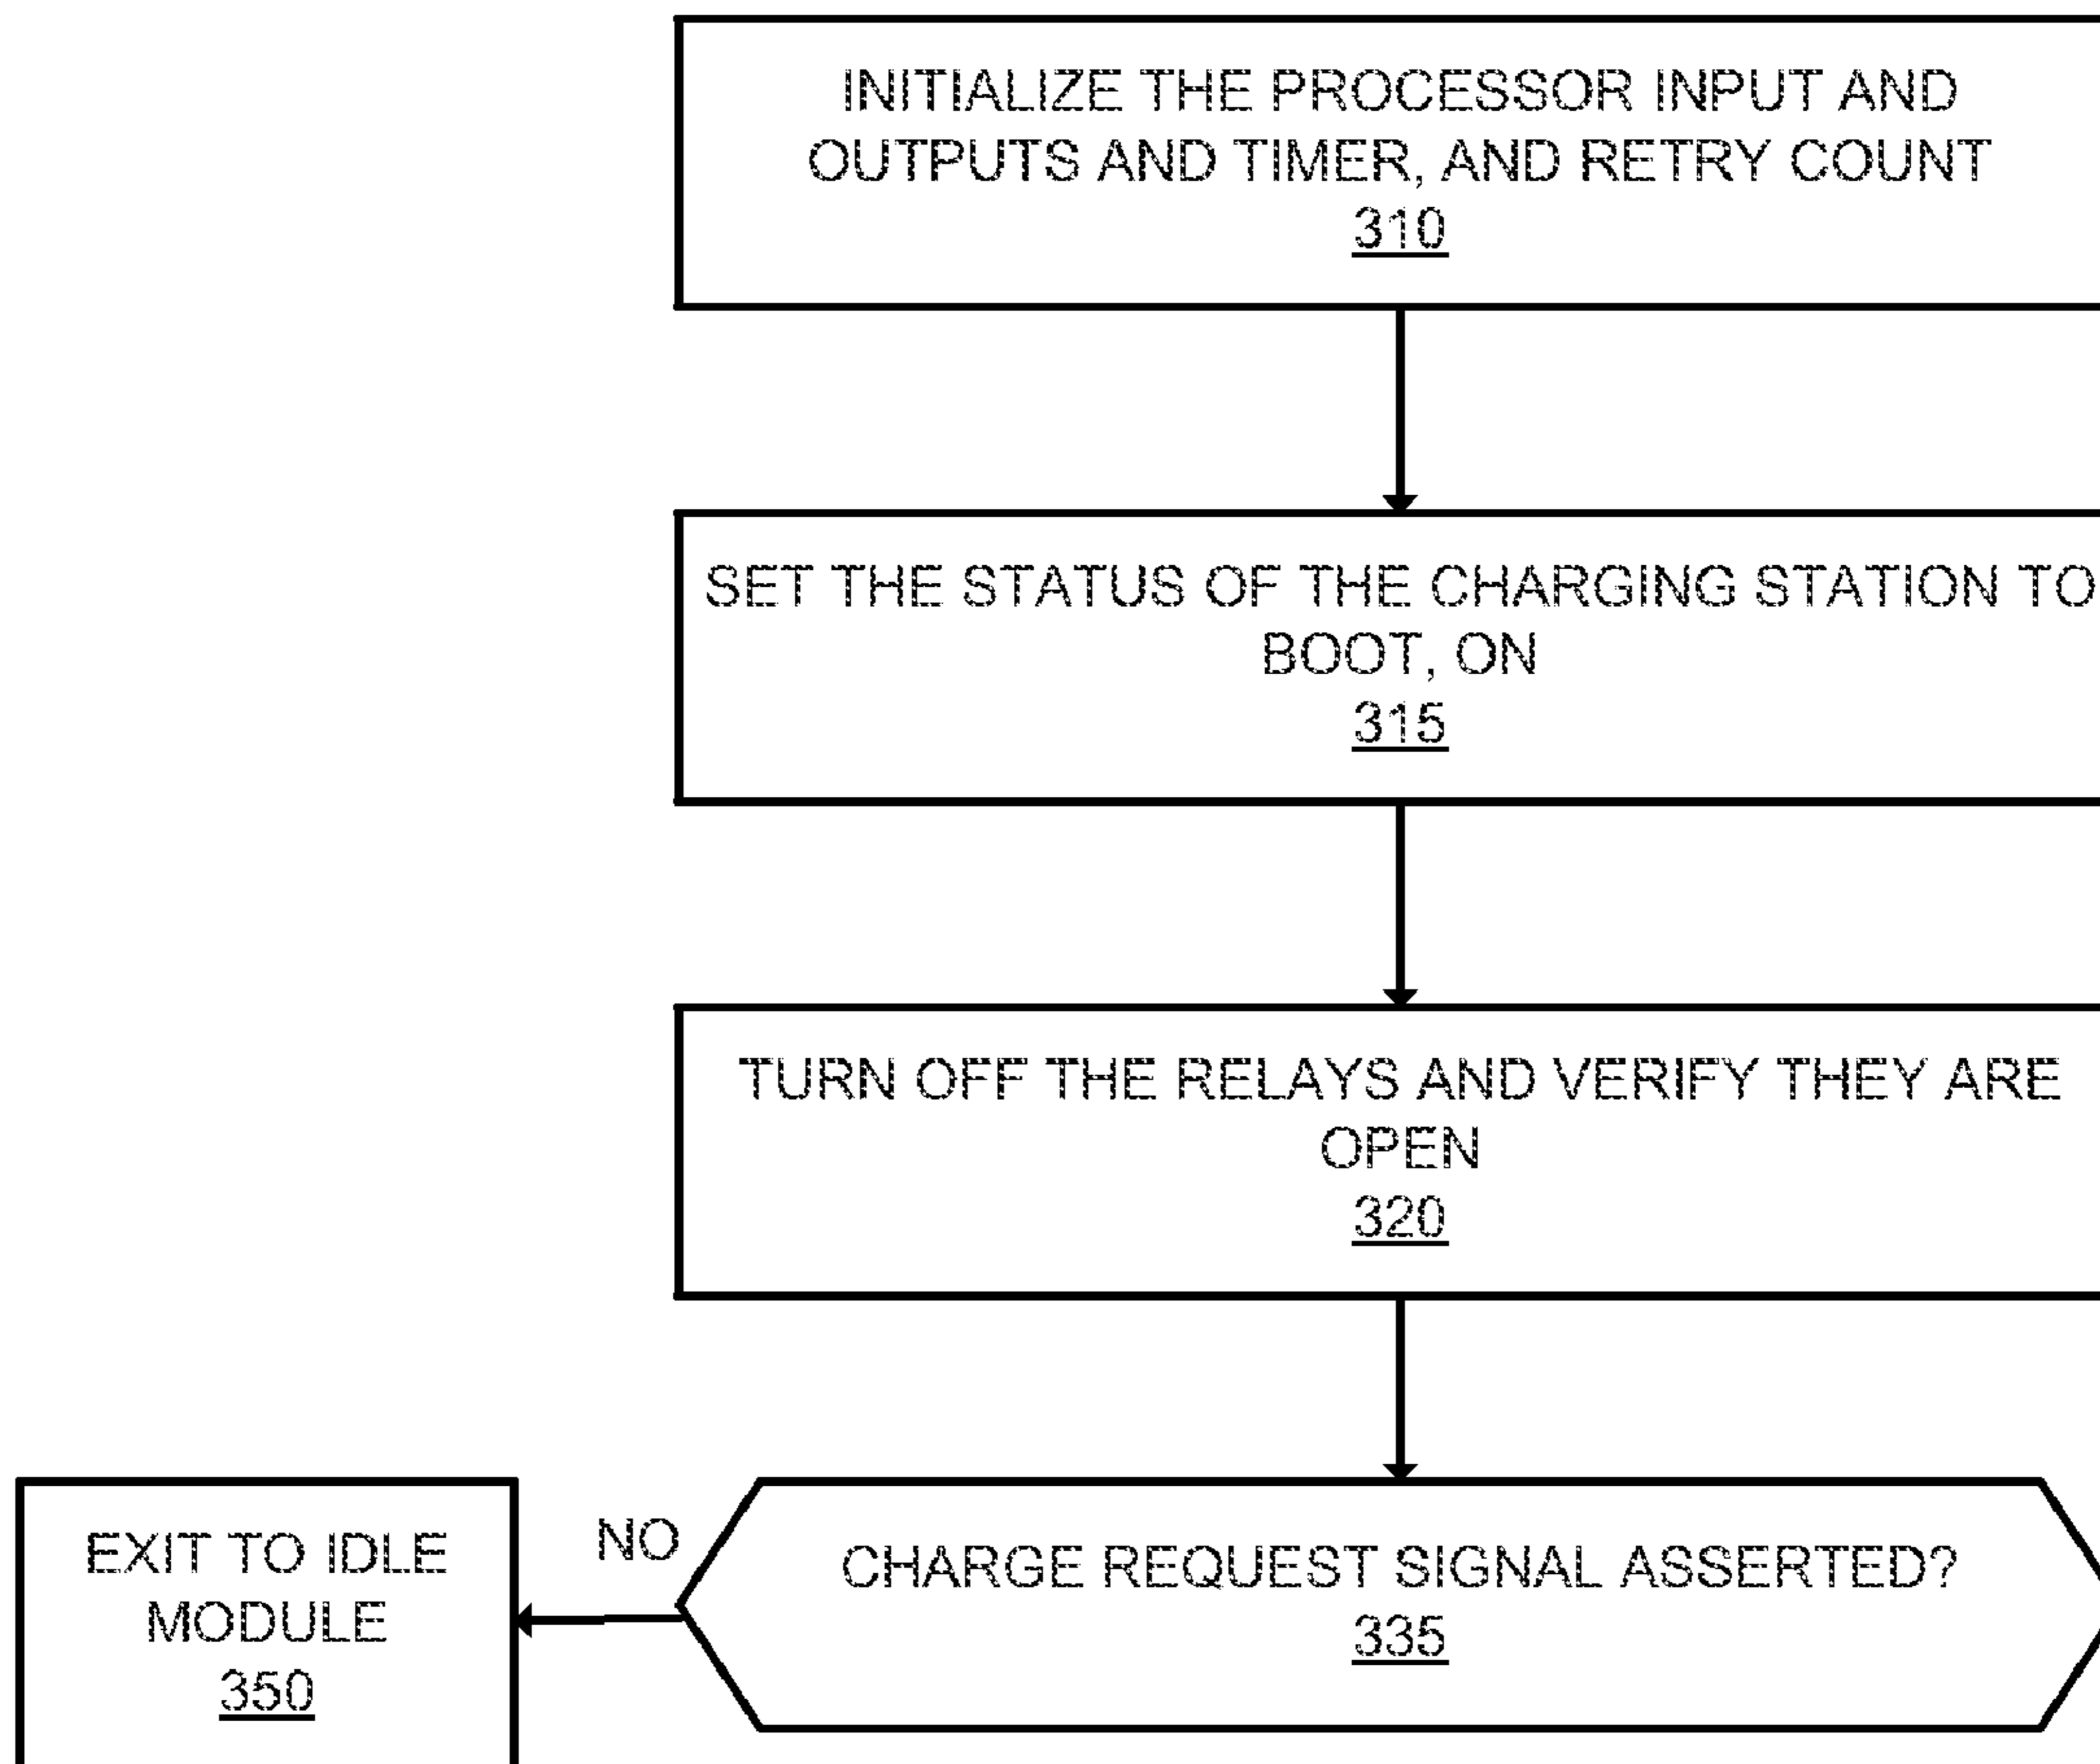 INITIALIZE THE PROCESSOR INPUT AND
OUTPUTS AND TIMER, AND RETRY COUNT
310
SET THE STATUS OF THE CHARGING STATION TO
BOOT, ON
315
TURN OFF THE RELAYS AND VERIFY THEY ARE
OPEN
320
NO
CHARGE REQUEST SIGNAL ASSERTED?
335
EXIT TO IDLE
MODULE
350